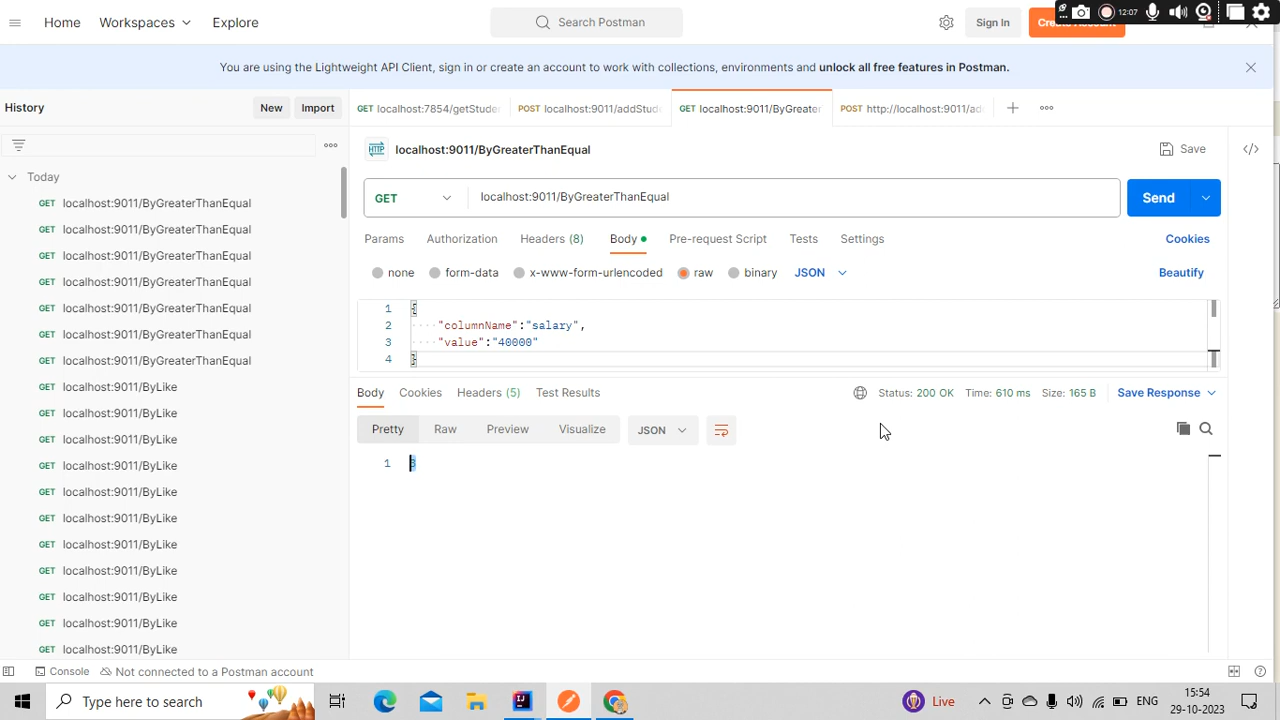 Home Workspaces Explore Search Postman Sign In 12:07
You are using the Lightweight API Client, sign in or create an account to work with collections, environments and unlock all free features in Postman.
History New Import GET localhost:7854/getStude POST localhost:9011/addStud GET localhost:9011/ByGreater POST http://localhost:9011/ad
Today
localhost:9011/ByGreaterThanEqual Save
GET localhost:9011/ByGreaterThanEqual
GET localhost:9011/ByGreaterThanEqual
GET localhost:9011/ByGreaterThanEqual
GET localhost:9011/ByGreaterThanEqual
GET localhost:9011/ByGreaterThanEqual
GET localhost:9011/ByGreaterThanEqual
GET localhost:9011/ByGreaterThanEqual
GET localhost:9011/ByLike
GET localhost:9011/ByLike
GET localhost:9011/ByLike
GET localhost:9011/ByLike
GET localhost:9011/ByLike
GET localhost:9011/ByLike
GET localhost:9011/ByLike
GET localhost:9011/ByLike
GET localhost:9011/ByLike
GET localhost:9011/ByLike
GET localhost:9011/ByLike
GET localhost:9011/ByGreaterThanEqual Send
Params Authorization Headers (8) Body Pre-request Script Tests Settings Cookies
none form-data x-www-form-urlencoded raw binary JSON Beautify
1 {
2 "columnName":"salary",
3 "value":"40000"
4 }
Body Cookies Headers (5) Test Results Status: 200 OK Time: 610 ms Size: 165 B Save Response
Pretty Raw Preview Visualize JSON
1
Console Not connected to a Postman account
Type here to search Live ENG 15:54
29-10-2023